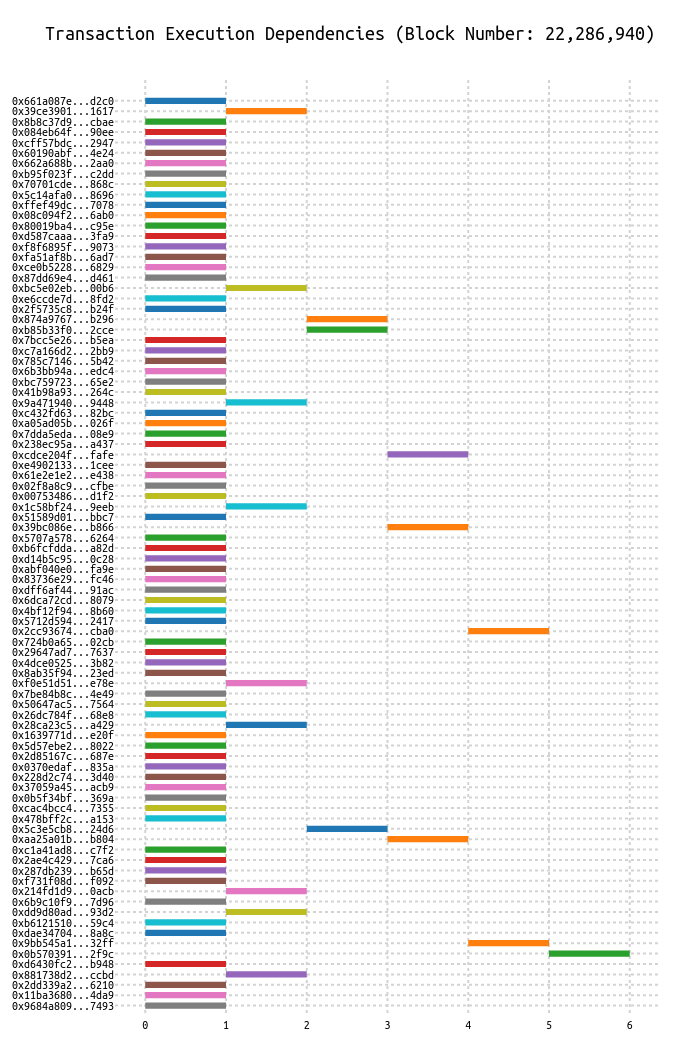 Transaction Execution Dependencies (Block Number: 22,286,940)
0x661a087e...d2c0
0x39ce3901...1617
0x8b8c37d9...cbae
0x084eb64f...90ee
0xcff57bdc...2947
0x60190abf...4e24
0x662a688b...2aa0
0xb95f023f...c2dd
0x70701cde...868c
0x5c14afa0...8696
0xffef49dc...7078
0x08c094f2...6ab0
0x80019ba4...c95e
0xd587caaa...3fa9
0xf8f6895f...9073
0xfa51af8b...6ad7
0xce0b5228...6829
0x87dd69e4...d461
0xbc5e02eb...00b6
0xe6ccde7d...8fd2
0x2f5735c8...b24f
0x874a9767...b296
0xb85b33f0...2cce
0x7bcc5e26...b5ea
0xc7a166d2...2bb9
0x785c7146...5b42
0x6b3bb94a...edc4
0xbc759723...65e2
0x41b98a93...264c
0x9a471940...9448
0xc432fd63...82bc
0xa05ad05b...026f
0x7dda5eda...08e9
0x238ec95a...a437
0xcdce204f...fafe
0xe4902133...1cee
0x61e2e1e2...e438
0x02f8a8c9...cfbe
0x00753486...d1f2
0x1c58bf24...9eeb
0x51589d01...bbc7
0x39bc086e...b866
0x5707a578...6264
0xb6fcfdda...a82d
0xd14b5c95...0c28
0xabf040e0...fa9e
0x83736e29...fc46
0xdff6af44...91ac
0x6dca72cd...8079
0x4bf12f94...8b60
0x5712d594...2417
0x2cc93674...cba0
0x724b0a65...02cb
0x29647ad7...7637
0x4dce0525...3b82
0x8ab35f94...23ed
0xf0e51d51...e78e
0x7be84b8c...4e49
0x50647ac5...7564
0x26dc784f...68e8
0x28ca23c5...a429
0x1639771d...e20f
0x5d57ebe2...8022
0x2d85167c...687e
0x0370edaf...835a
0x228d2c74...3d40
0x37059a45...acb9
0x0b5f34bf...369a
0xcac4bcc4...7355
0x478bff2c...a153
0x5c3e5cb8...24d6
0xaa25a01b...b804
0xc1a41ad8...c7f2
0x2ae4c429...7ca6
0x287db239...b65d
0xf731f08d...f092
0x214fd1d9...0acb
0x6b9c10f9...7d96
0xdd9d80ad...93d2
0xb6121510...59c4
0xdae34704...8a8c
0x9bb545a1...32ff
0x0b570391...2f9c
0xd6430fc2...b948
0x881738d2...ccbd
0x2dd339a2...6210
0x11ba3680...4da9
0x9684a809...7493
0 1 2 3 4 5 6